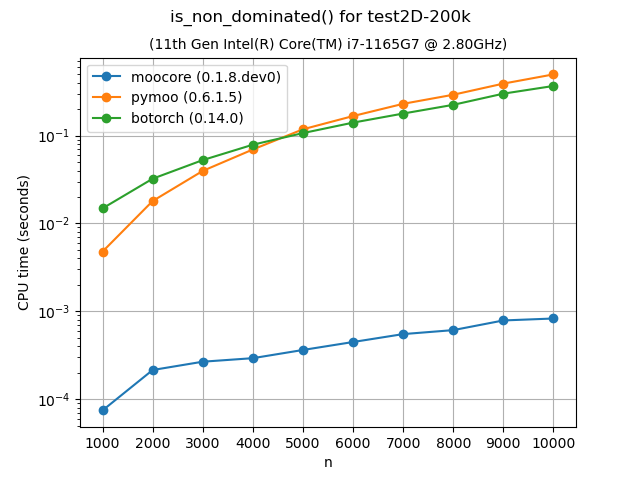 is_non_dominated() for test2D-200k
(11th Gen Intel(R) Core(TM) i7-1165G7 @ 2.80GHz)
moocore (0.1.8.dev0)
pymoo (0.6.1.5)
botorch (0.14.0)
CPU time (seconds)
10⁻¹
10⁻²
10⁻³
10⁻⁴
1000 2000 3000 4000 5000 6000 7000 8000 9000 10000
n